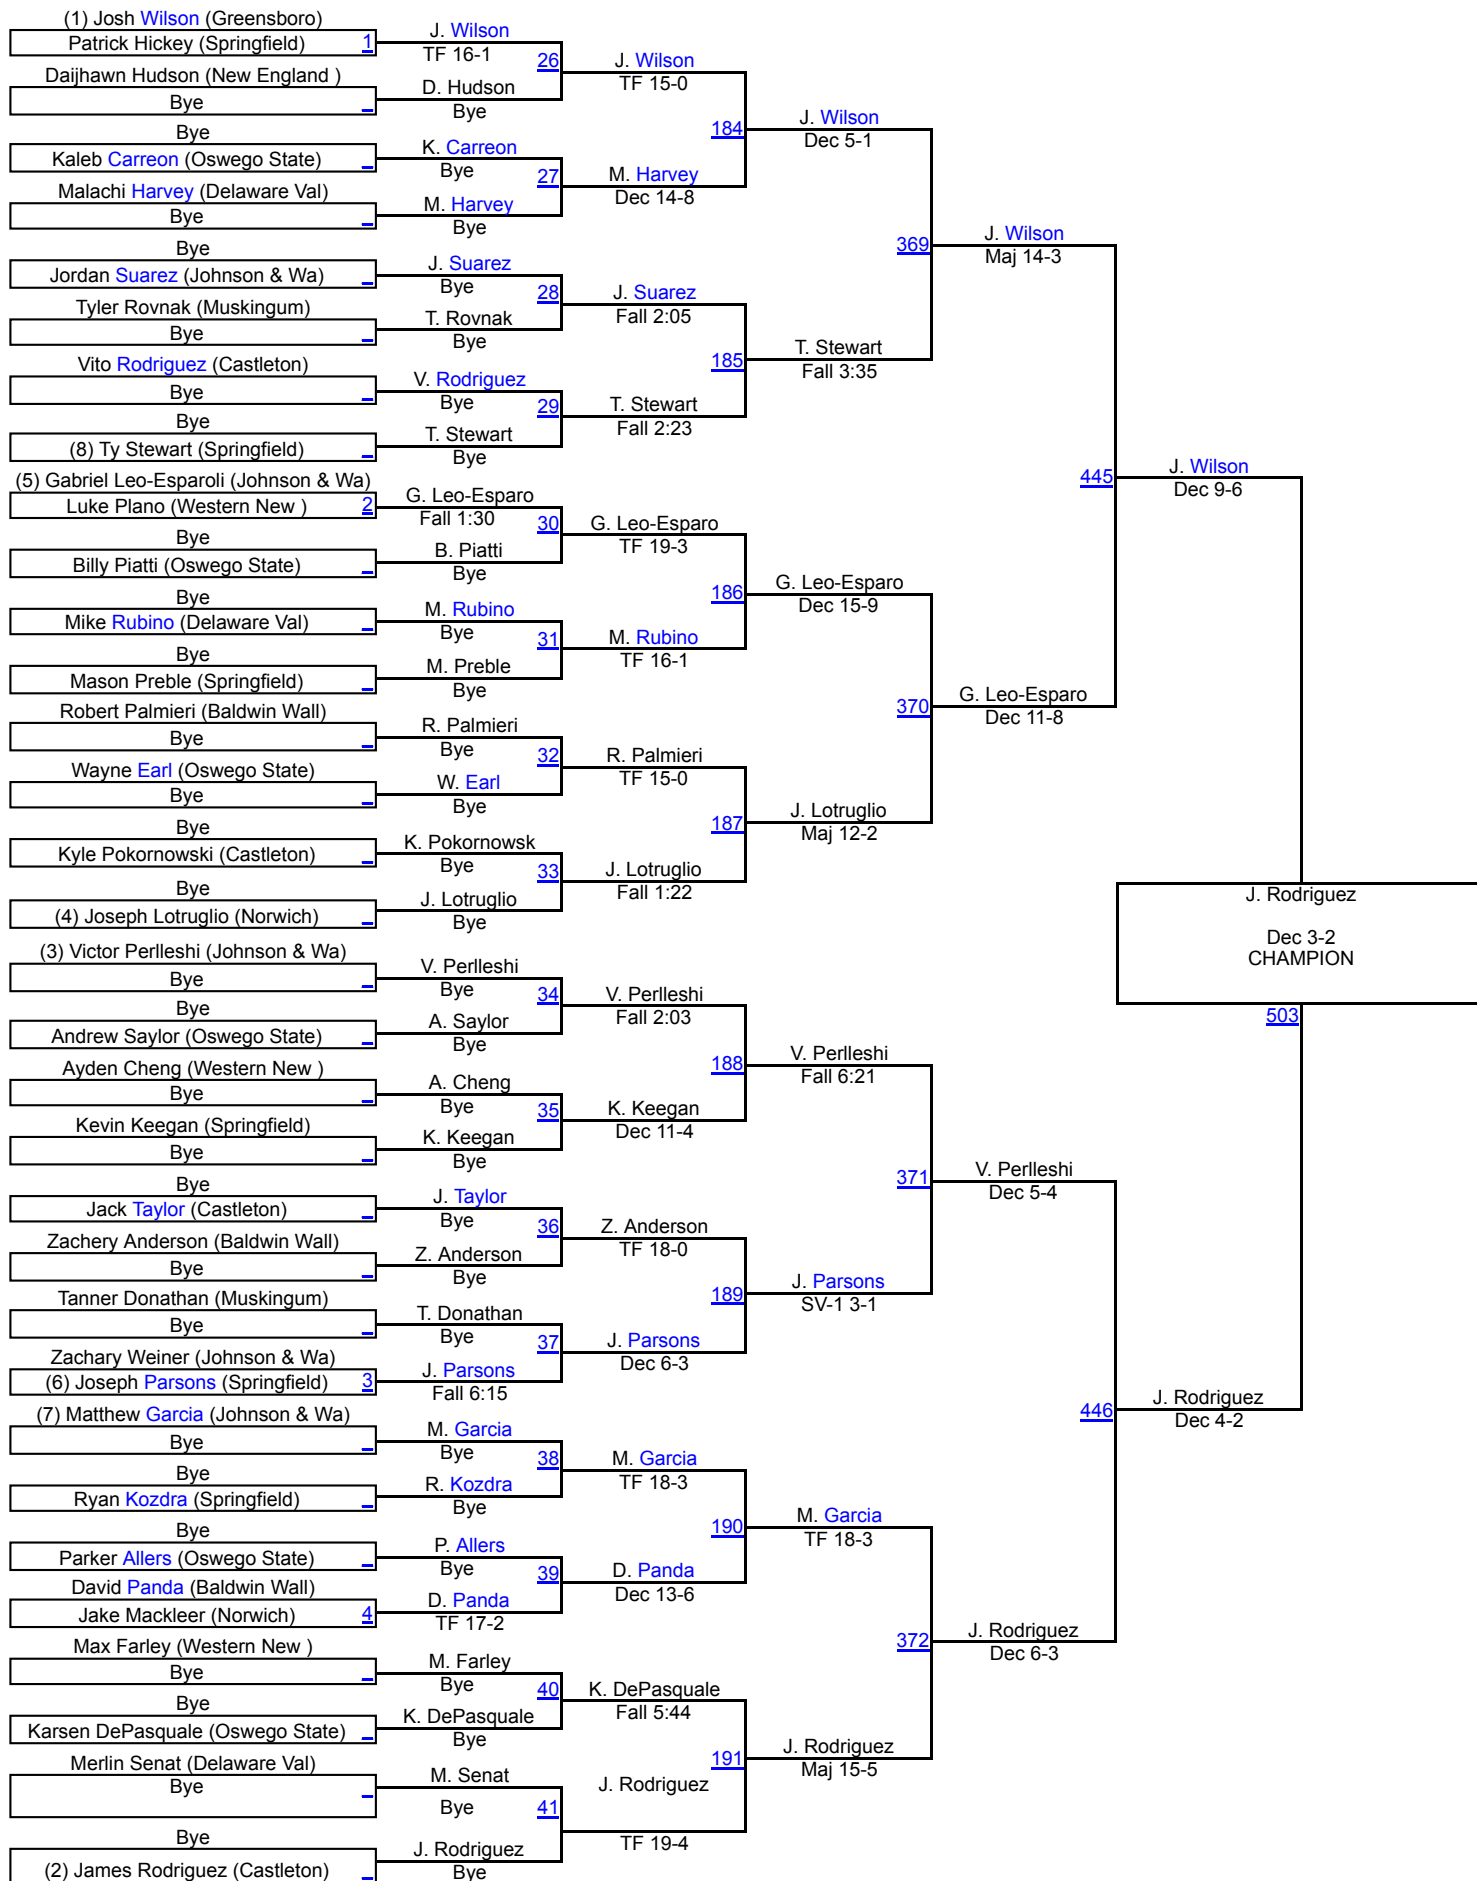 (1) Josh Wilson (Greensboro)
Patrick Hickey (Springfield) 1
Daijhawn Hudson (New England )
Bye
Bye
Kaleb Carreon (Oswego State)
Malachi Harvey (Delaware Val)
Bye
Bye
Jordan Suarez (Johnson & Wa)
Tyler Rovnak (Muskingum)
Bye
Vito Rodriguez (Castleton)
Bye
Bye
(8) Ty Stewart (Springfield)
(5) Gabriel Leo-Esparoli (Johnson & Wa)
Luke Plano (Western New ) 2
Bye
Billy Piatti (Oswego State)
Bye
Mike Rubino (Delaware Val)
Bye
Mason Preble (Springfield)
Robert Palmieri (Baldwin Wall)
Bye
Wayne Earl (Oswego State)
Bye
Bye
Kyle Pokornowski (Castleton)
Bye
(4) Joseph Lotruglio (Norwich)
(3) Victor Perlleshi (Johnson & Wa)
Bye
Bye
Andrew Saylor (Oswego State)
Ayden Cheng (Western New )
Bye
Kevin Keegan (Springfield)
Bye
Bye
Jack Taylor (Castleton)
Zachery Anderson (Baldwin Wall)
Bye
Tanner Donathan (Muskingum)
Bye
Zachary Weiner (Johnson & Wa)
(6) Joseph Parsons (Springfield) 3
(7) Matthew Garcia (Johnson & Wa)
Bye
Bye
Ryan Kozdra (Springfield)
Bye
Parker Allers (Oswego State)
David Panda (Baldwin Wall)
Jake Mackleer (Norwich) 4
Max Farley (Western New )
Bye
Bye
Karsen DePasquale (Oswego State)
Merlin Senat (Delaware Val)
Bye
Bye
(2) James Rodriguez (Castleton)
J. Wilson
TF 16-1
26
D. Hudson
Bye
K. Carreon
Bye
27
M. Harvey
Bye
J. Suarez
Bye
28
T. Rovnak
Bye
V. Rodriguez
Bye
29
T. Stewart
Bye
G. Leo-Esparo
Fall 1:30
30
B. Piatti
Bye
M. Rubino
Bye
31
M. Preble
Bye
R. Palmieri
Bye
32
W. Earl
Bye
K. Pokornowsk
Bye
33
J. Lotruglio
Bye
V. Perlleshi
Bye
34
A. Saylor
Bye
A. Cheng
Bye
35
K. Keegan
Bye
J. Taylor
Bye
36
Z. Anderson
Bye
T. Donathan
Bye
37
J. Parsons
Fall 6:15
M. Garcia
Bye
38
R. Kozdra
Bye
P. Allers
Bye
39
D. Panda
TF 17-2
M. Farley
Bye
40
K. DePasquale
Bye
M. Senat
Bye
41
J. Rodriguez
Bye
J. Wilson
TF 15-0
184
M. Harvey
Dec 14-8
J. Suarez
Fall 2:05
185
T. Stewart
Fall 2:23
G. Leo-Esparo
TF 19-3
186
M. Rubino
TF 16-1
R. Palmieri
TF 15-0
187
J. Lotruglio
Fall 1:22
V. Perlleshi
Fall 2:03
188
K. Keegan
Dec 11-4
Z. Anderson
TF 18-0
189
J. Parsons
Dec 6-3
M. Garcia
TF 18-3
190
D. Panda
Dec 13-6
K. DePasquale
Fall 5:44
191
J. Rodriguez
TF 19-4
J. Wilson
Dec 5-1
369
T. Stewart
Fall 3:35
G. Leo-Esparo
Dec 15-9
370
J. Lotruglio
Maj 12-2
V. Perlleshi
Fall 6:21
371
J. Parsons
SV-1 3-1
M. Garcia
TF 18-3
372
J. Rodriguez
Maj 15-5
J. Wilson
Maj 14-3
445
G. Leo-Esparo
Dec 11-8
V. Perlleshi
Dec 5-4
446
J. Rodriguez
Dec 6-3
J. Wilson
Dec 9-6
J. Rodriguez
Dec 4-2
J. Rodriguez
Dec 3-2
CHAMPION
503